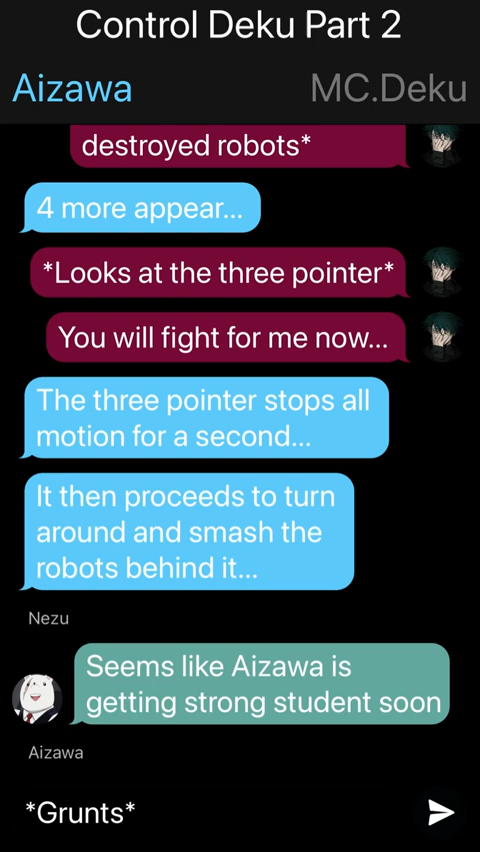 Control Deku Part 2
Aizawa
MC.Deku
destroyed robots*
4 more appear...
*Looks at the three pointer*
You will fight for me now...
The three pointer stops all
motion for a second...
It then proceeds to turn
around and smash the
robots behind it...
Nezu
Seems like Aizawa is
getting strong student soon
Aizawa
*Grunts*